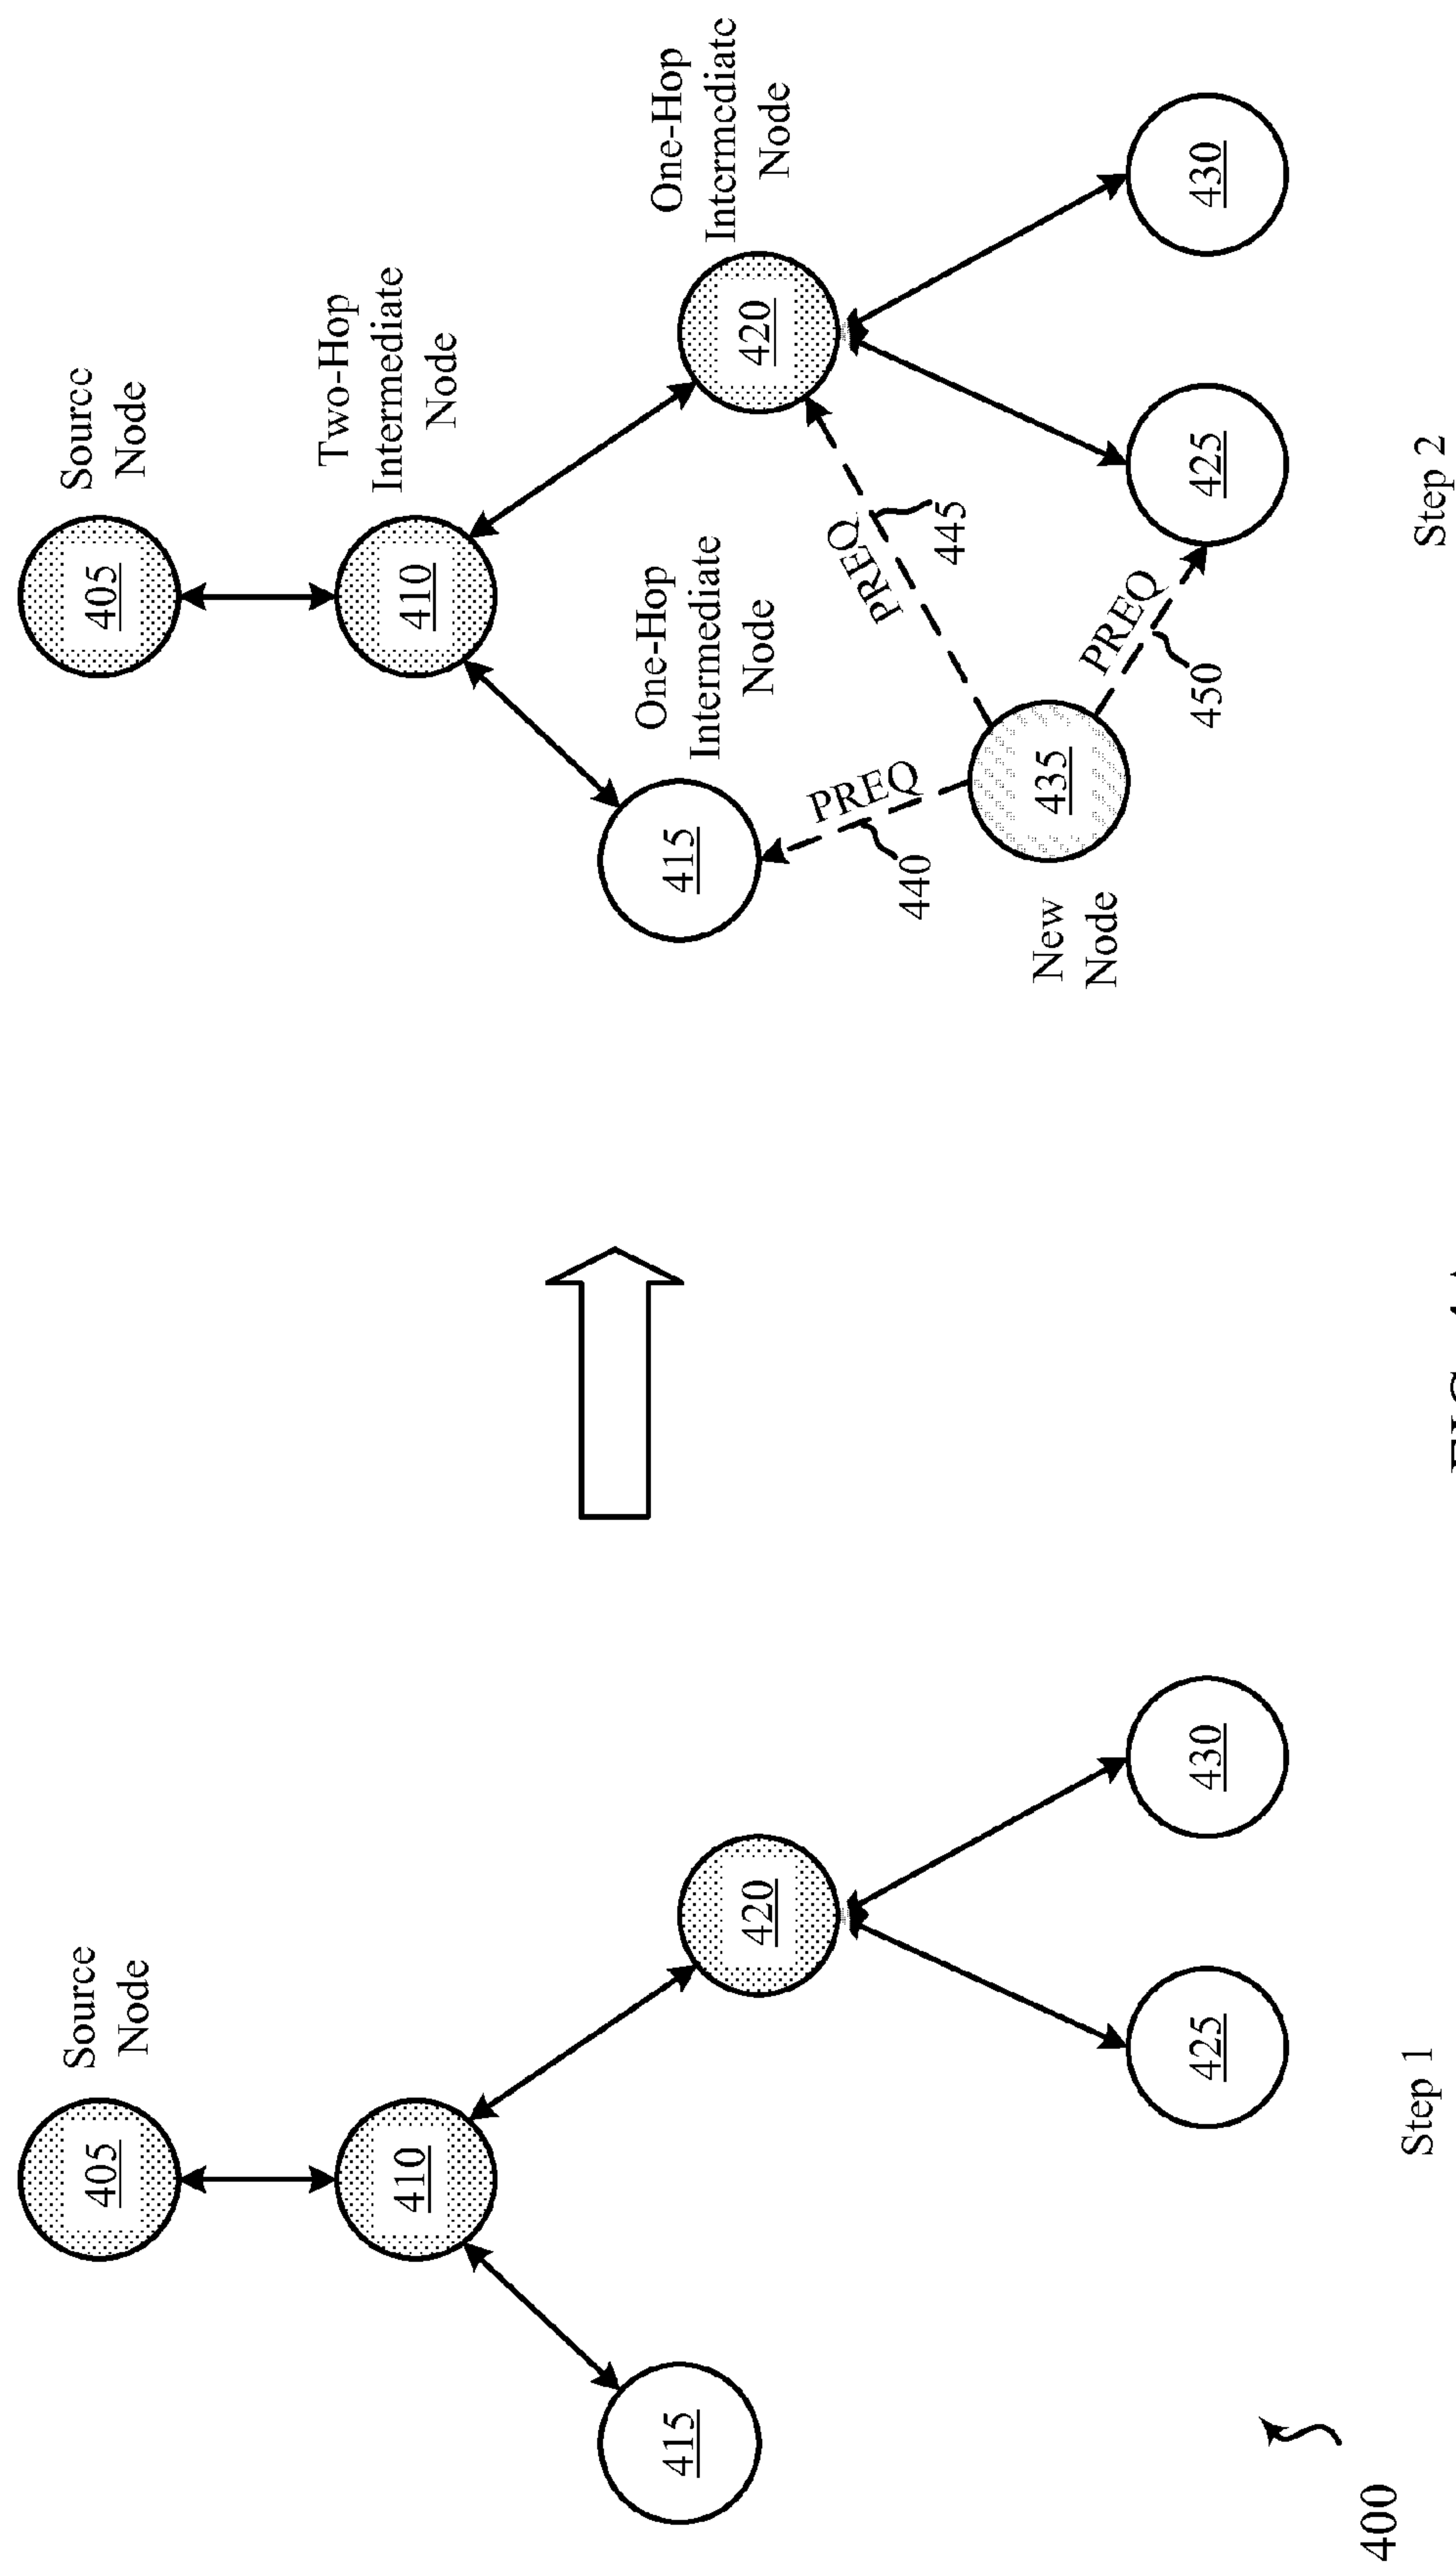 Source
Node
405
410
415
420
425
430
Step 1
400
Source
Node
405
Two-Hop
Intermediate
Node
410
One-Hop
Intermediate
Node
415
One-Hop
Intermediate
Node
420
PREQ
440
PREQ
445
New
Node
435
PREQ
450
425
430
Step 2